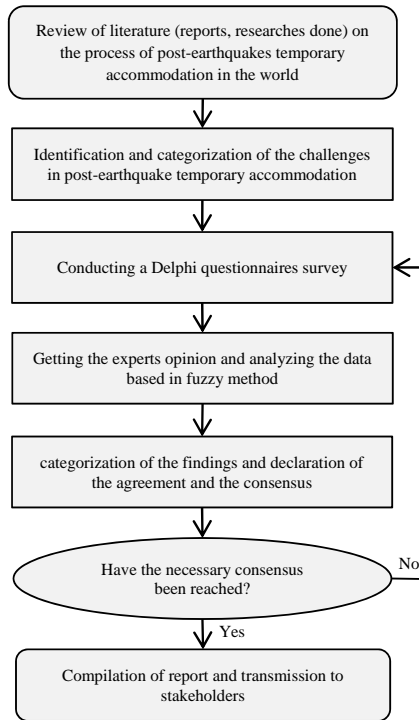 Review of literature (reports, researches done) on
the process of post-earthquakes temporary
accommodation in the world
Identification and categorization of the challenges
in post-earthquake temporary accommodation
Conducting a Delphi questionnaires survey
Getting the experts opinion and analyzing the data
based in fuzzy method
categorization of the findings and declaration of
the agreement and the consensus
Have the necessary consensus
been reached?
No
Yes
Compilation of report and transmission to
stakeholders